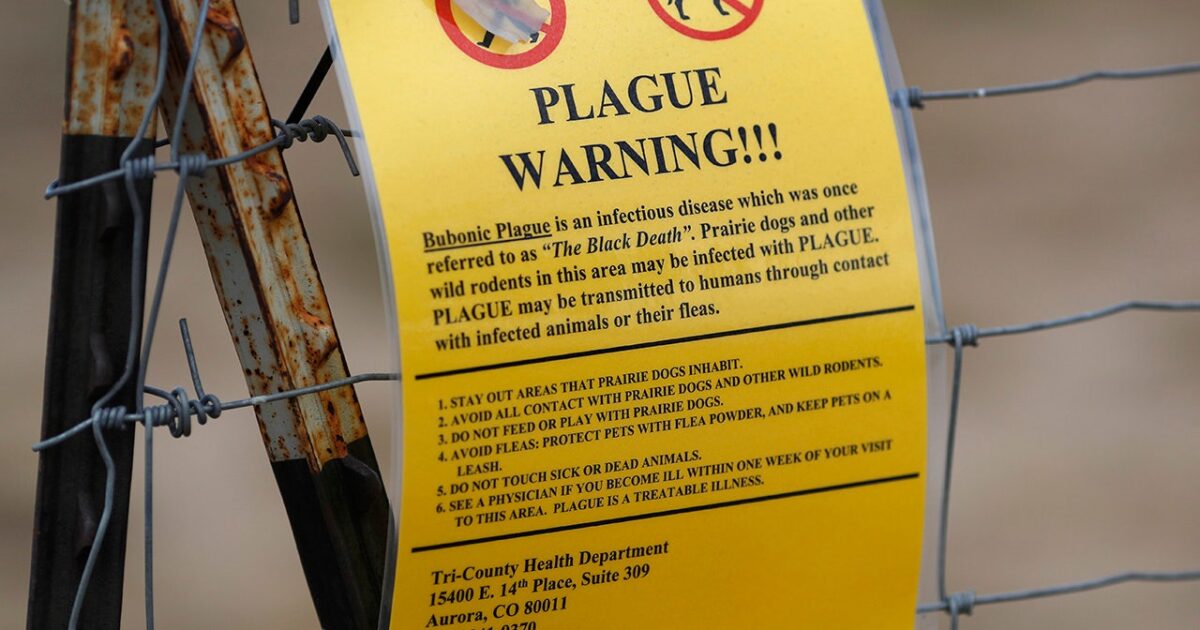 PLAGUE
WARNING!!!
Bubonic Plague is an infectious disease which was once
referred to as “The Black Death”. Prairie dogs and other
wild rodents in this area may be infected with PLAGUE.
PLAGUE may be transmitted to humans through contact
with infected animals or their fleas.
1. STAY OUT AREAS THAT PRAIRIE DOGS INHABIT.
2. AVOID ALL CONTACT WITH PRAIRIE DOGS AND OTHER WILD RODENTS.
3. DO NOT FEED OR PLAY WITH PRAIRIE DOGS.
4. AVOID FLEAS: PROTECT PETS WITH FLEA POWDER, AND KEEP PETS ON A
LEASH.
5. DO NOT TOUCH SICK OR DEAD ANIMALS.
6. SEE A PHYSICIAN IF YOU BECOME ILL WITHIN ONE WEEK OF YOUR VISIT
TO THIS AREA. PLAGUE IS A TREATABLE ILLNESS.
Tri-County Health Department
15400 E. 14th Place, Suite 309
Aurora, CO 80011